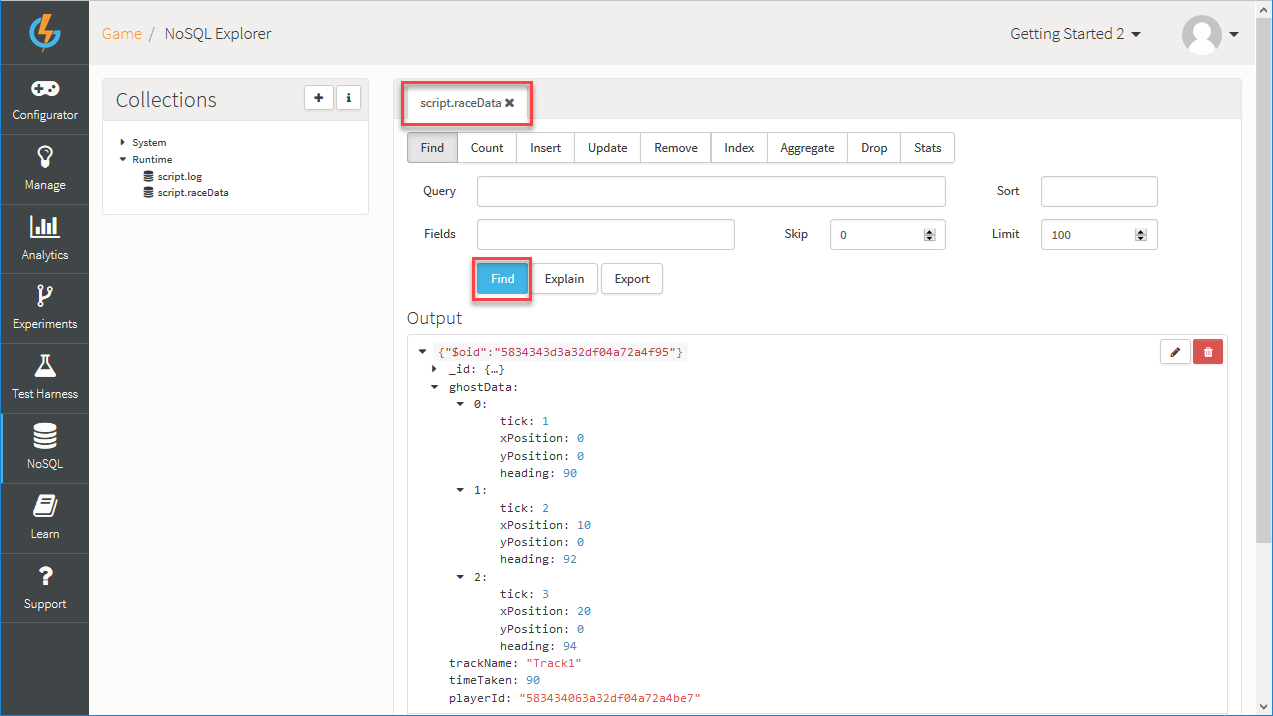 Game / NoSQL Explorer
Getting Started 2
Configurator
Manage
Analytics
Experiments
Test Harness
NoSQL
Learn
Support
Collections
System
Runtime
script.log
script.raceData
script.raceData
Find Count Insert Update Remove Index Aggregate Drop Stats
Query Sort
Fields Skip 0 Limit 100
Find Explain Export
Output
{"$oid":"5834343d3a32df04a72a4f95"}
_id: {…}
ghostData:
0:
tick: 1
xPosition: 0
yPosition: 0
heading: 90
1:
tick: 2
xPosition: 10
yPosition: 0
heading: 92
2:
tick: 3
xPosition: 20
yPosition: 0
heading: 94
trackName: "Track1"
timeTaken: 90
playerId: "583434063a32df04a72a4be7"